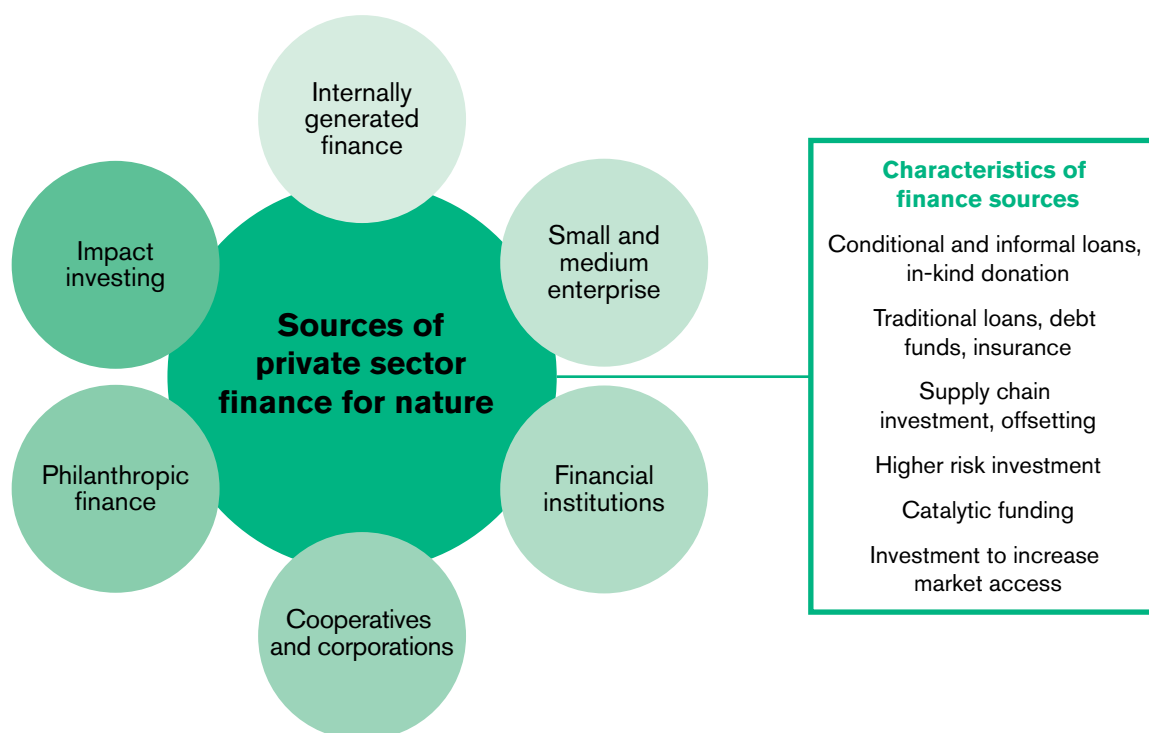 Internally
generated
finance
Small and
medium
enterprise
Financial
institutions
Cooperatives
and corporations
Philanthropic
finance
Impact
investing
Sources of
private sector
finance for nature
Characteristics of
finance sources
Conditional and informal loans,
in-kind donation
Traditional loans, debt
funds, insurance
Supply chain
investment, offsetting
Higher risk investment
Catalytic funding
Investment to increase
market access